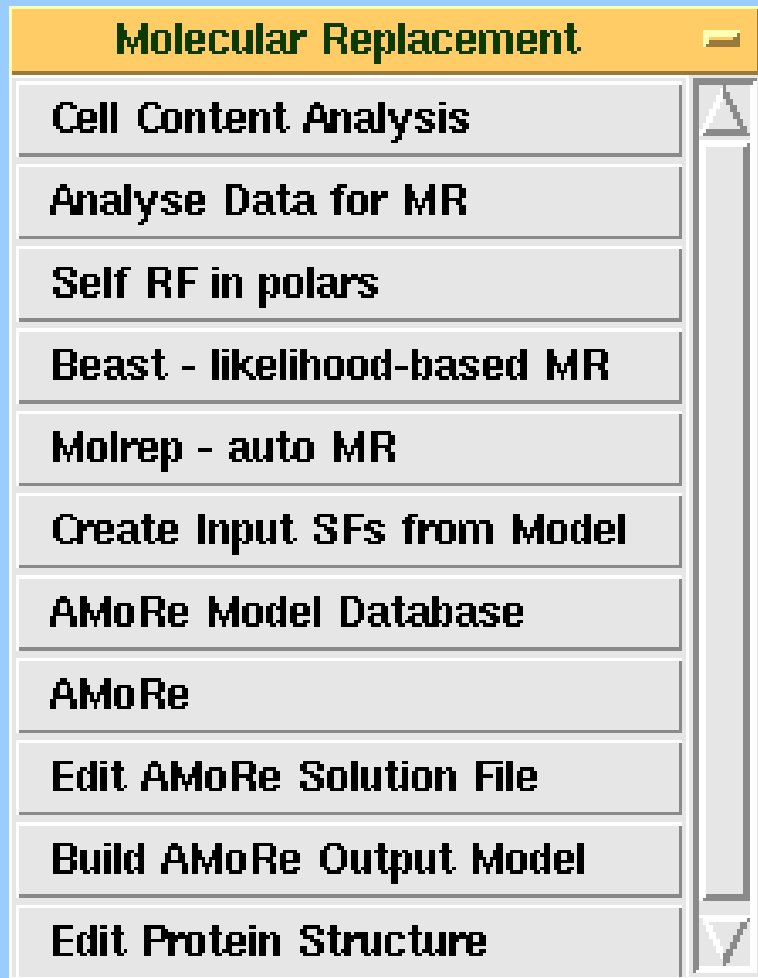 Molecular Replacement
Cell Content Analysis
Analyse Data for MR
Self RF in polars
Beast - likelihood-based MR
Molrep - auto MR
Create Input SFs from Model
AMoRe Model Database
AMoRe
Edit AMoRe Solution File
Build AMoRe Output Model
Edit Protein Structure